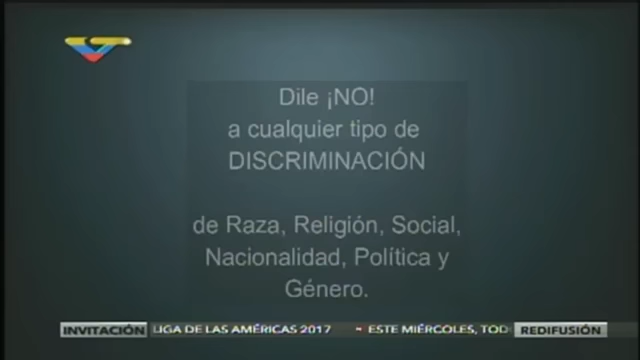 Dile ¡NO!
a cualquier tipo de
DISCRIMINACIÓN
de Raza, Religión, Social,
Nacionalidad, Política y
Género.
INVITACIÓN LIGA DE LAS AMÉRICAS 2017 ESTE MIÉRCOLES, TOD REDIFUSIÓN